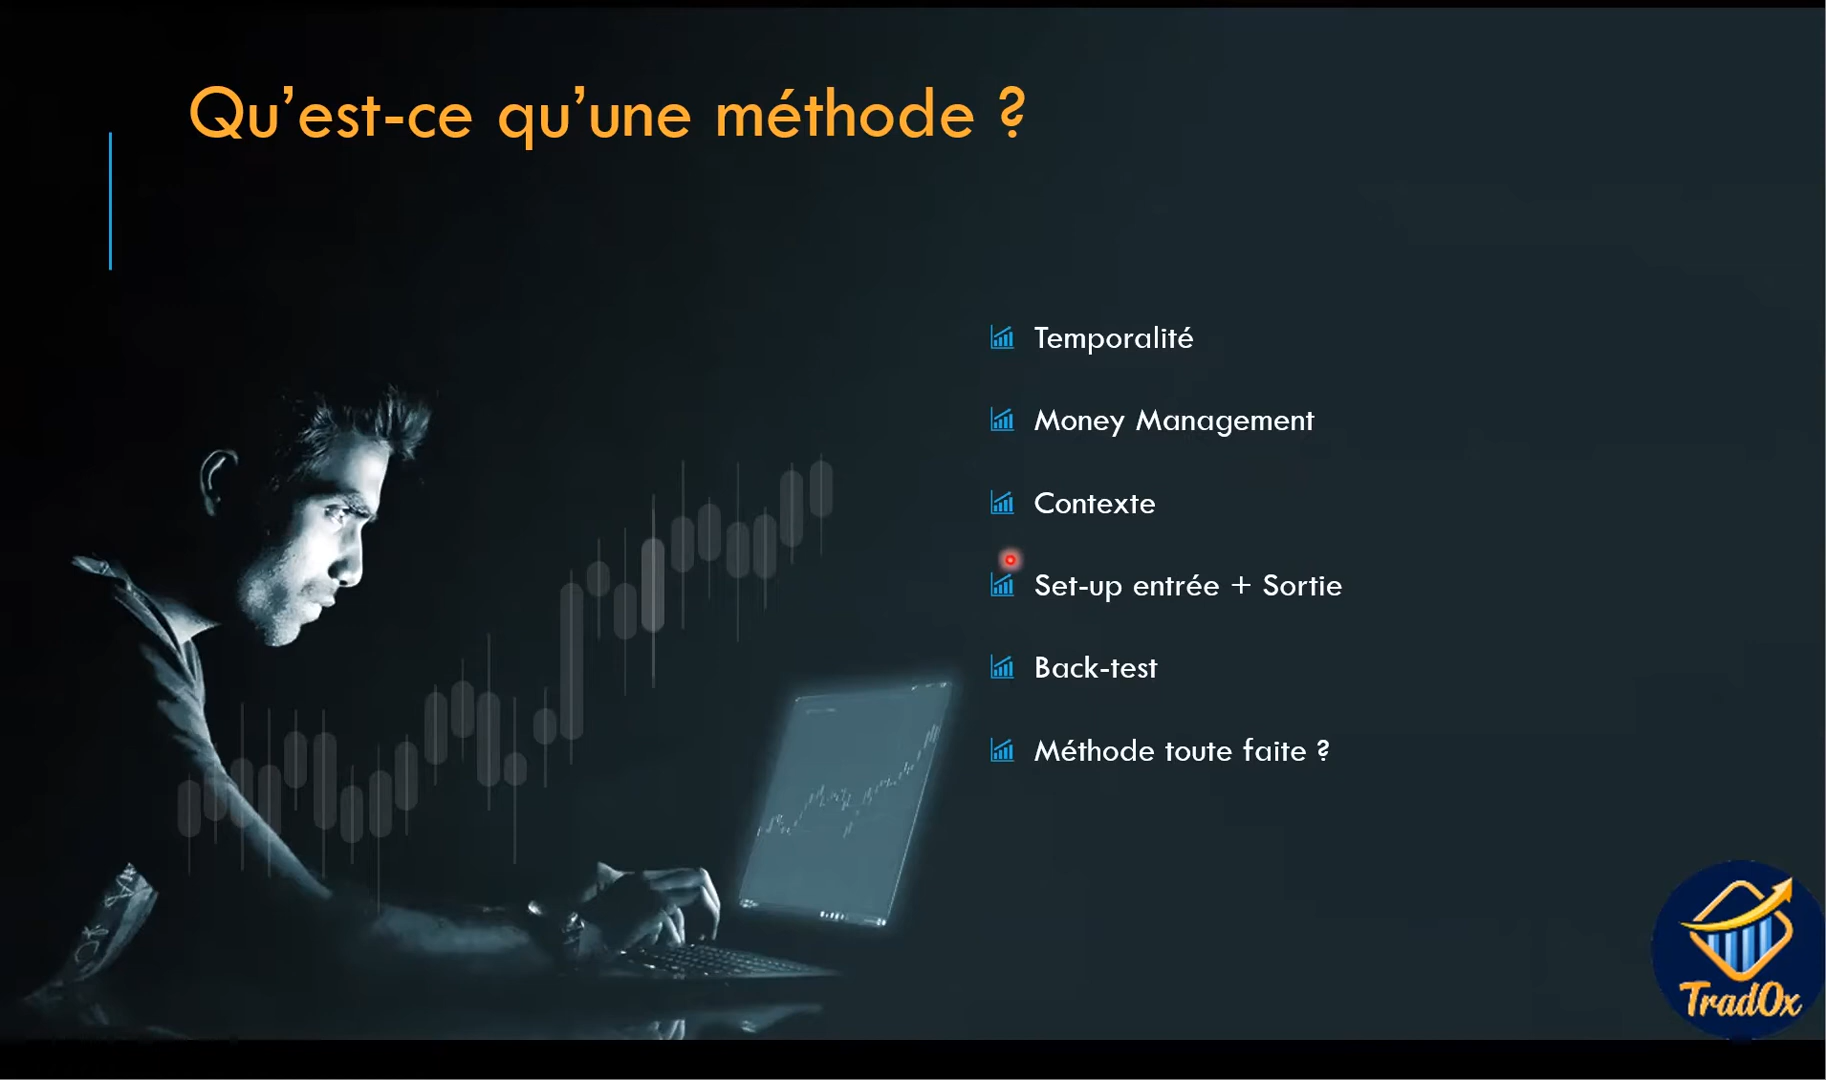 Qu’est-ce qu’une méthode ?
Temporalité
Money Management
Contexte
Set-up entrée + Sortie
Back-test
Méthode toute faite ?
TradOx